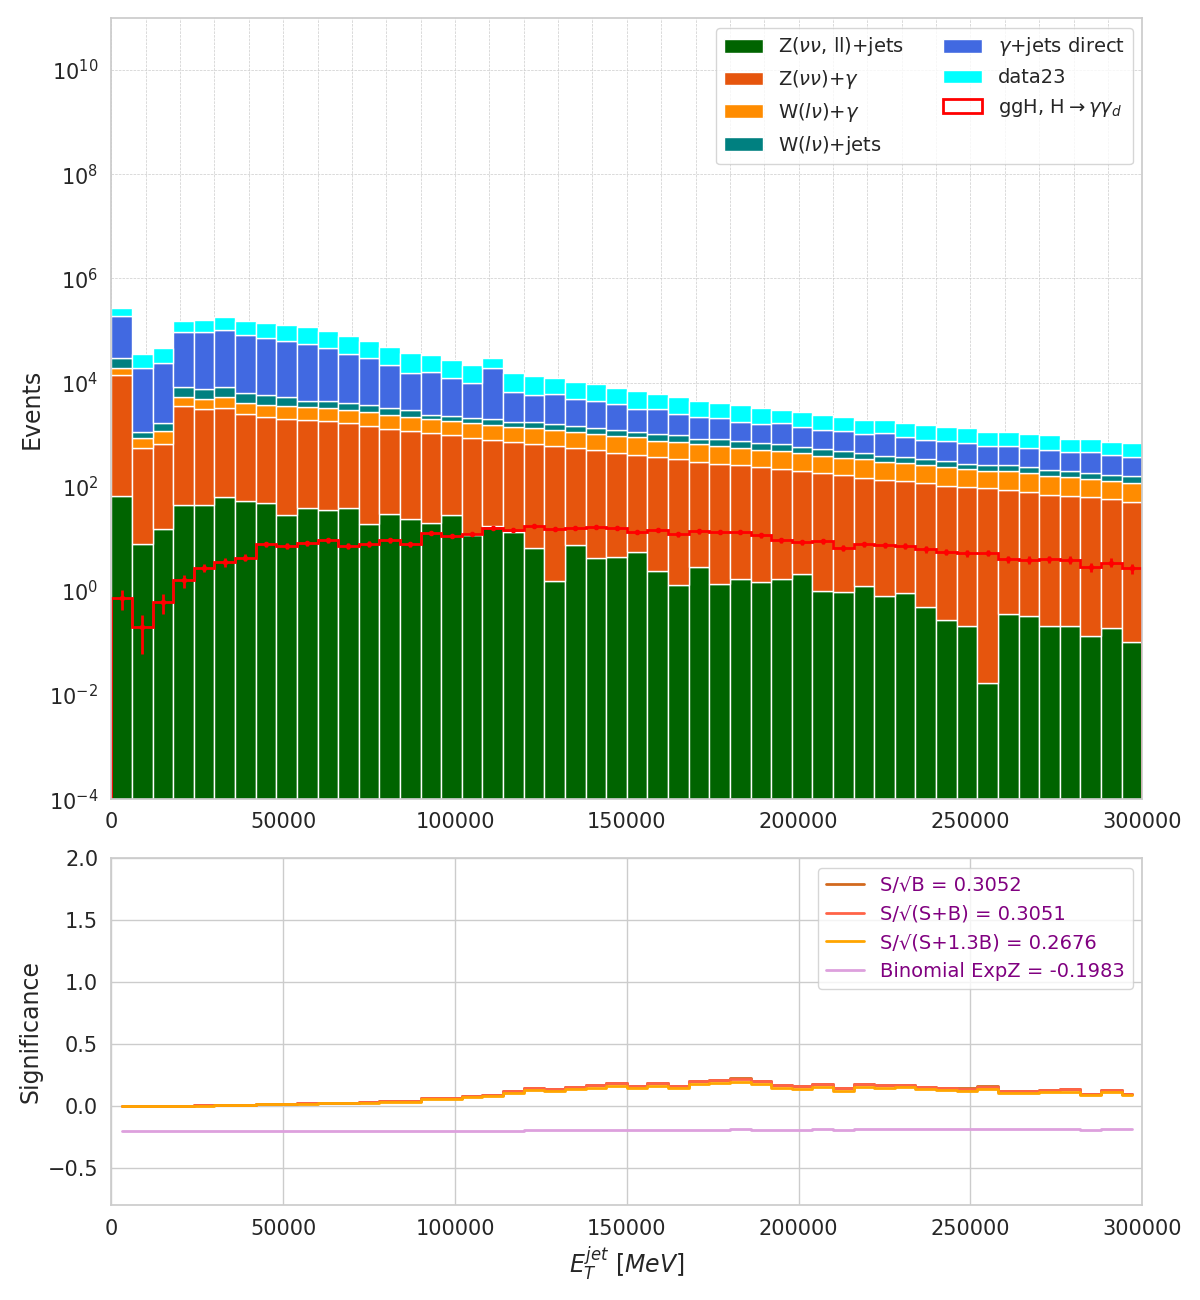 Z(νν, ll)+jets
Z(νν)+γ
W(lν)+γ
W(lν)+jets
γ+jets direct
data23
ggH, H→γγ_d
Events
10^10
10^8
10^6
10^4
10^2
10^0
10^−2
10^−4
0 50000 100000 150000 200000 250000 300000
Significance
2.0
1.5
1.0
0.5
0.0
−0.5
S/√B = 0.3052
S/√(S+B) = 0.3051
S/√(S+1.3B) = 0.2676
Binomial ExpZ = -0.1983
0 50000 100000 150000 200000 250000 300000
E_T^jet [MeV]